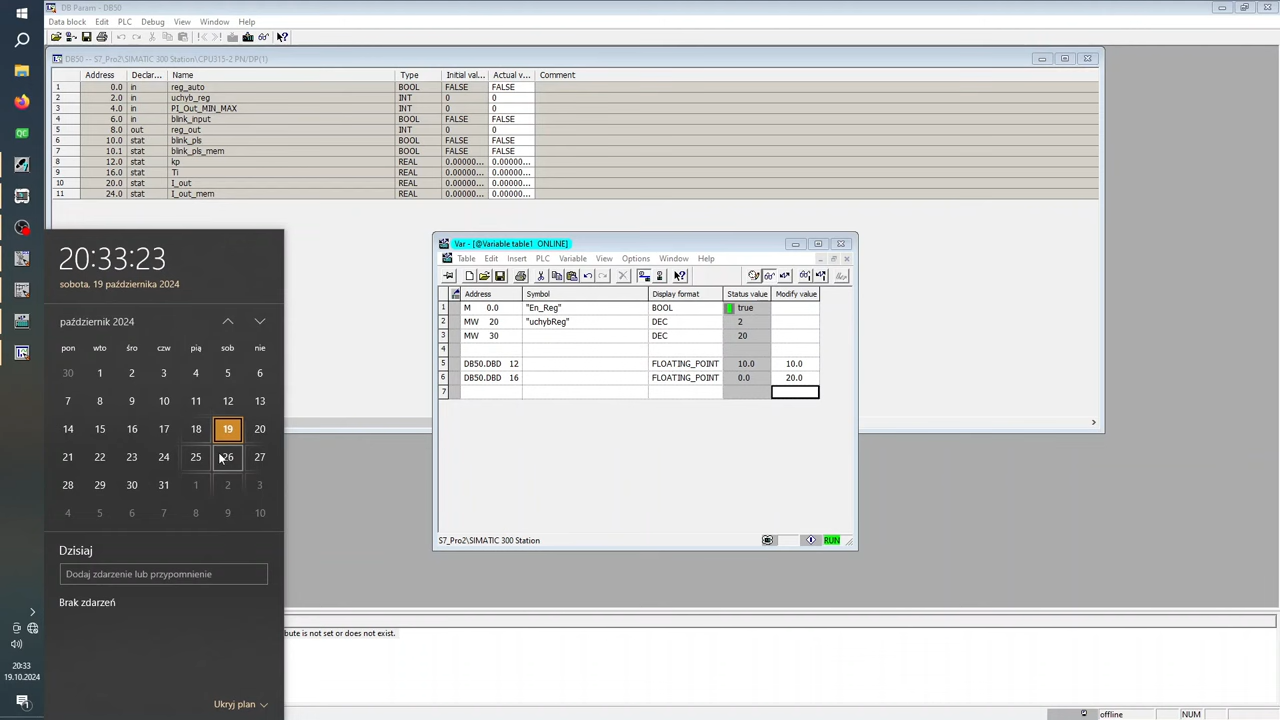 DB Param - DB50
Data block Edit PLC Debug View Window Help
DB50 -- S7_Pro2\SIMATIC 300 Station\CPU315-2 PN/DP(1)
Address Declar... Name Type Initial val... Actual v... Comment
1 0.0 in reg_auto BOOL FALSE FALSE
2 2.0 in uchyb_reg INT 0 0
3 4.0 in PI_Out_MIN_MAX INT 0 0
4 6.0 in blink_input BOOL FALSE FALSE
5 8.0 out reg_out INT 0 0
6 10.0 stat blink_pls BOOL FALSE FALSE
7 10.1 stat blink_pls_mem BOOL FALSE FALSE
8 12.0 stat kp REAL 0.00000... 0.00000...
9 16.0 stat Ti REAL 0.00000... 0.00000...
10 20.0 stat I_out REAL 0.00000... 0.00000...
11 24.0 stat I_out_mem REAL 0.00000... 0.00000...
20:33:23
sobota, 19 października 2024
październik 2024
pon wto śro czw pią sob nie
30 1 2 3 4 5 6
7 8 9 10 11 12 13
14 15 16 17 18 19 20
21 22 23 24 25 26 27
28 29 30 31 1 2 3
4 5 6 7 8 9 10
Dzisiaj
Dodaj zdarzenie lub przypomnienie
Brak zdarzeń
Ukryj plan
Var - [@Variable table1 ONLINE]
Table Edit Insert PLC Variable View Options Window Help
Address Symbol Display format Status value Modify value
1 M 0.0 "En_Reg" BOOL true
2 MW 20 "uchybReg" DEC 2
3 MW 30 DEC 20
4
5 DB50.DBD 12 FLOATING_POINT 10.0 10.0
6 DB50.DBD 16 FLOATING_POINT 0.0 20.0
7
S7_Pro2\SIMATIC 300 Station RUN
bute is not set or does not exist.
20:33
19.10.2024
1
offline NUM